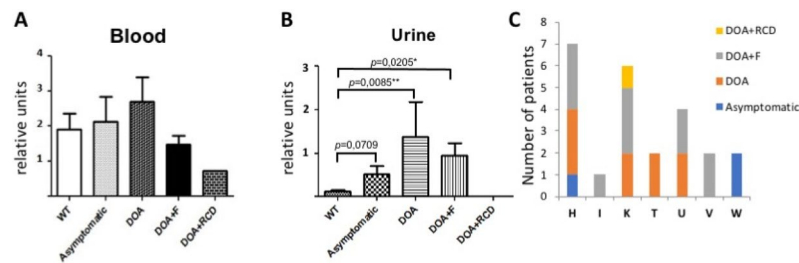 A
Blood
relative units
4
3
2
1
WT
Asymptomatic
DOA
DOA+F
DOA+RCD
B
Urine
relative units
3
2
1
p=0,0205*
p=0,0085**
p=0,0709
WT
Asymptomatic
DOA
DOA+F
DOA+RCD
C
Number of patients
8
7
6
5
4
3
2
1
0
H I K T U V W
DOA+RCD
DOA+F
DOA
Asymptomatic